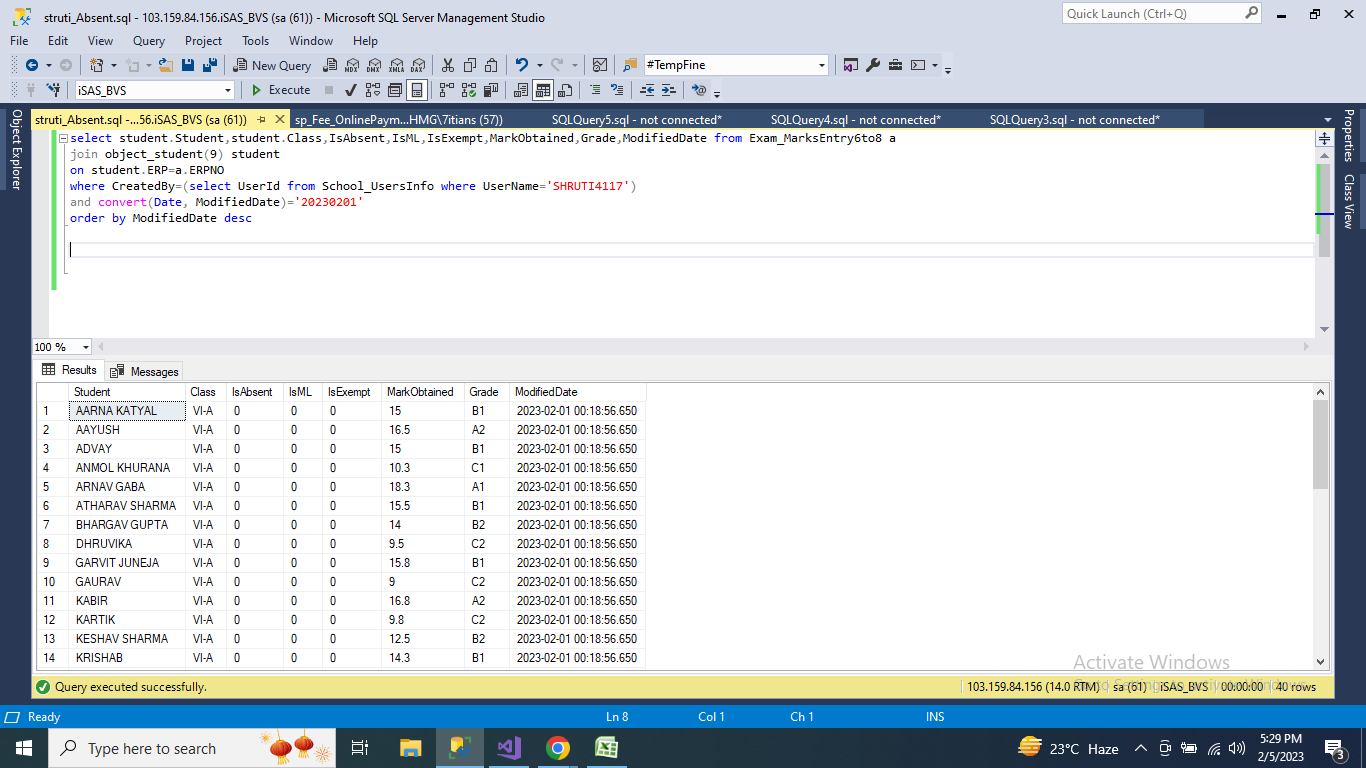 struti_Absent.sql - 103.159.84.156.iSAS_BVS (sa (61)) - Microsoft SQL Server Management Studio
Quick Launch (Ctrl+Q)
File Edit View Query Project Tools Window Help
New Query MDX DMX XMLA DAX #TempFine
iSAS_BVS Execute
Object Explorer
struti_Absent.sql -...56.iSAS_BVS (sa (61)) sp_Fee_OnlinePaym...HMG\7itians (57)) SQLQuery5.sql - not connected* SQLQuery4.sql - not connected* SQLQuery3.sql - not connected*
Properties
Class View
select student.Student,student.Class,IsAbsent,IsML,IsExempt,MarkObtained,Grade,ModifiedDate from Exam_MarksEntry6to8 a
join object_student(9) student
on student.ERP=a.ERPNO
where CreatedBy=(select UserId from School_UsersInfo where UserName='SHRUTI4117')
and convert(Date, ModifiedDate)='20230201'
order by ModifiedDate desc
100 %
Results Messages
Student Class IsAbsent IsML IsExempt MarkObtained Grade ModifiedDate
1 AARNA KATYAL VI-A 0 0 0 15 B1 2023-02-01 00:18:56.650
2 AAYUSH VI-A 0 0 0 16.5 A2 2023-02-01 00:18:56.650
3 ADVAY VI-A 0 0 0 15 B1 2023-02-01 00:18:56.650
4 ANMOL KHURANA VI-A 0 0 0 10.3 C1 2023-02-01 00:18:56.650
5 ARNAV GABA VI-A 0 0 0 18.3 A1 2023-02-01 00:18:56.650
6 ATHARAV SHARMA VI-A 0 0 0 15.5 B1 2023-02-01 00:18:56.650
7 BHARGAV GUPTA VI-A 0 0 0 14 B2 2023-02-01 00:18:56.650
8 DHRUVIKA VI-A 0 0 0 9.5 C2 2023-02-01 00:18:56.650
9 GARVIT JUNEJA VI-A 0 0 0 15.8 B1 2023-02-01 00:18:56.650
10 GAURAV VI-A 0 0 0 9 C2 2023-02-01 00:18:56.650
11 KABIR VI-A 0 0 0 16.8 A2 2023-02-01 00:18:56.650
12 KARTIK VI-A 0 0 0 9.8 C2 2023-02-01 00:18:56.650
13 KESHAV SHARMA VI-A 0 0 0 12.5 B2 2023-02-01 00:18:56.650
14 KRISHAB VI-A 0 0 0 14.3 B1 2023-02-01 00:18:56.650
Activate Windows
Go to Settings to activate Windows.
Query executed successfully. 103.159.84.156 (14.0 RTM) sa (61) iSAS_BVS 00:00:00 40 rows
Ready Ln 8 Col 1 Ch 1 INS
Type here to search 23°C Haze 5:29 PM
2/5/2023 3